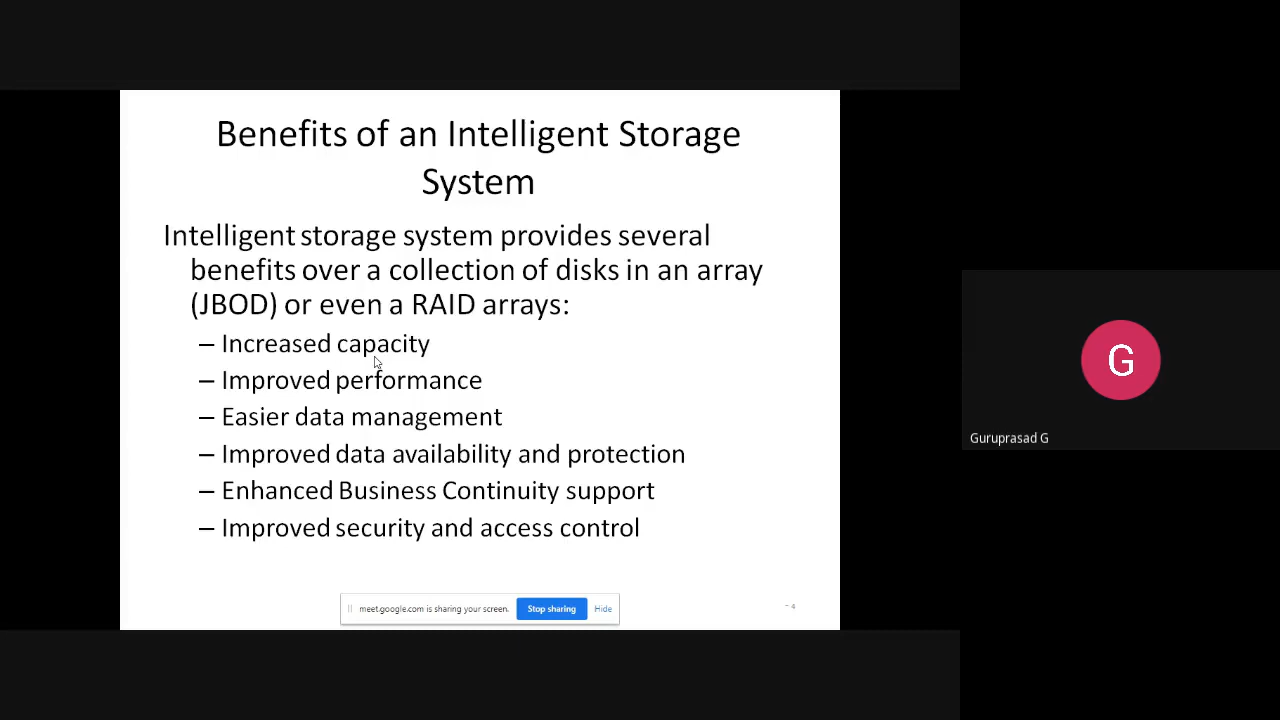 Benefits of an Intelligent Storage
System
Intelligent storage system provides several
benefits over a collection of disks in an array
(JBOD) or even a RAID arrays:
– Increased capacity
– Improved performance
– Easier data management
– Improved data availability and protection
– Enhanced Business Continuity support
– Improved security and access control
meet.google.com is sharing your screen. Stop sharing Hide
- 4
G
Guruprasad G